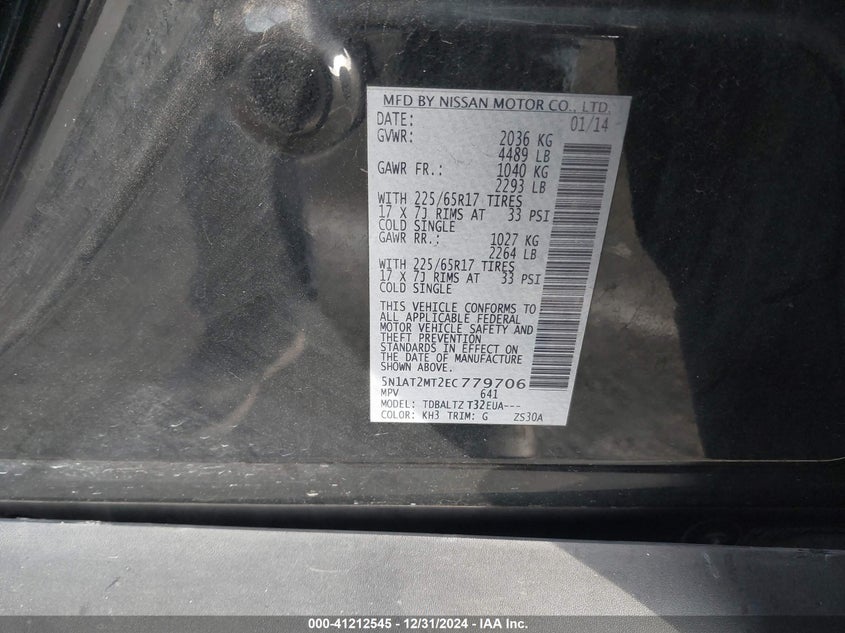 MFD BY NISSAN MOTOR CO., LTD.
DATE: 01/14
GVWR: 2036 KG
4489 LB
GAWR FR.: 1040 KG
2293 LB
WITH 225/65R17 TIRES
17 X 7J RIMS AT 33 PSI
COLD SINGLE
GAWR RR.: 1027 KG
2264 LB
WITH 225/65R17 TIRES
17 X 7J RIMS AT 33 PSI
COLD SINGLE
THIS VEHICLE CONFORMS TO
ALL APPLICABLE FEDERAL
MOTOR VEHICLE SAFETY AND
THEFT PREVENTION
STANDARDS IN EFFECT ON
THE DATE OF MANUFACTURE
SHOWN ABOVE.
5N1AT2MT2EC779706
MPV 641
MODEL: TDBALTZ T32EUA---
COLOR: KH3 TRIM: G ZS30A
000-41212545 - 12/31/2024 - IAA Inc.